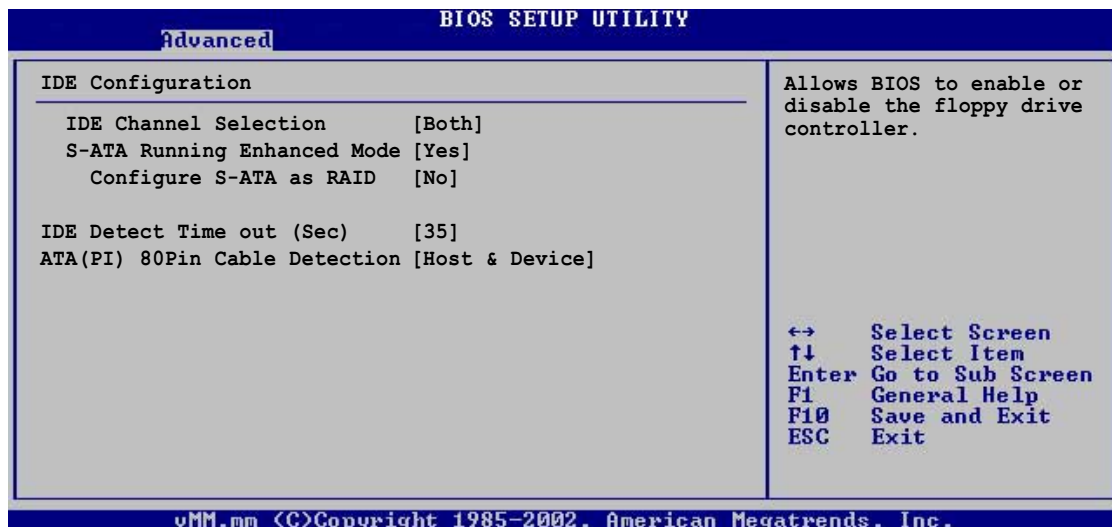 BIOS SETUP UTILITY
Advanced
IDE Configuration
IDE Channel Selection [Both]
S-ATA Running Enhanced Mode [Yes]
Configure S-ATA as RAID [No]
IDE Detect Time out (Sec) [35]
ATA(PI) 80Pin Cable Detection [Host & Device]
Allows BIOS to enable or
disable the floppy drive
controller.
←→ Select Screen
↑↓ Select Item
Enter Go to Sub Screen
F1 General Help
F10 Save and Exit
ESC Exit
vMM.mm (C)Copyright 1985-2002, American Megatrends, Inc.